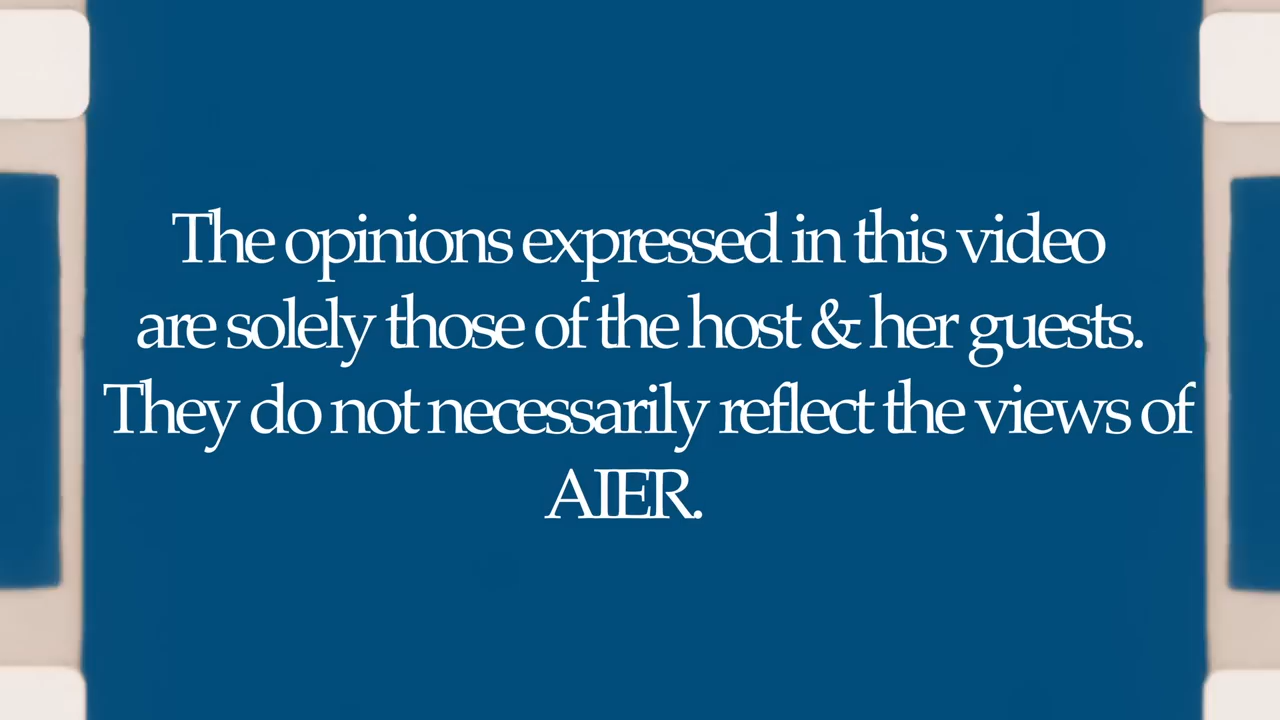 The opinions expressed in this video
are solely those of the host & her guests.
They do not necessarily reflect the views of
AIER.